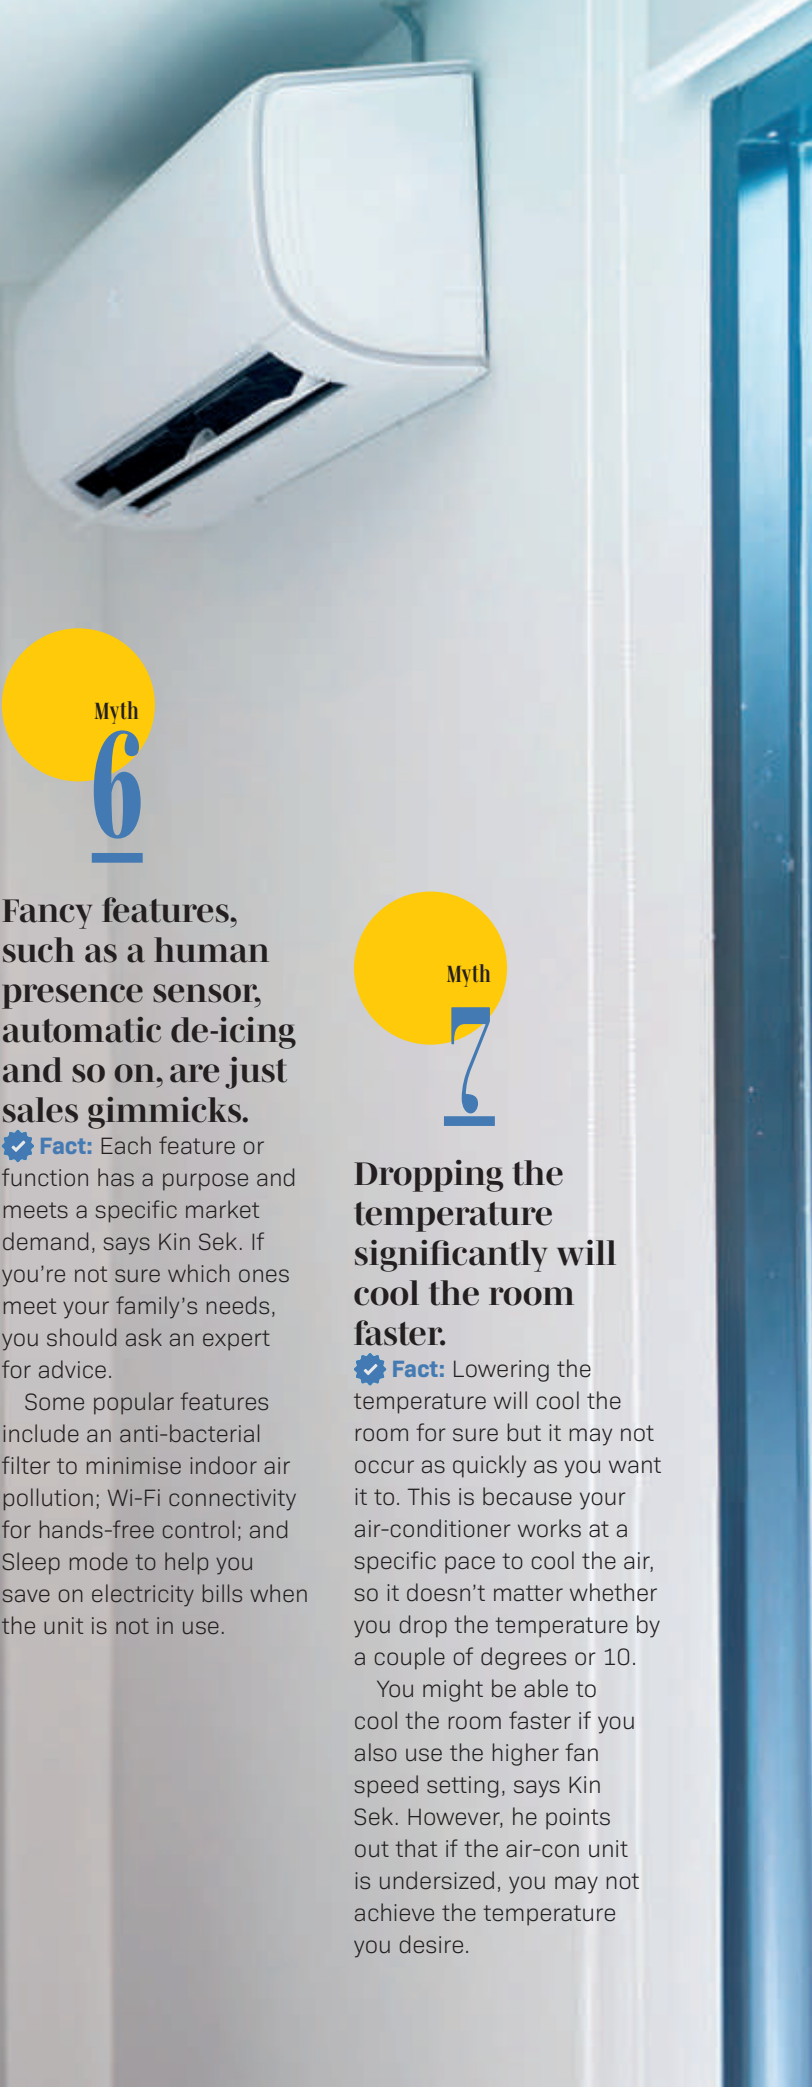 Myth
6
Fancy features,
such as a human
presence sensor,
automatic de-icing
and so on, are just
sales gimmicks.
Fact: Each feature or
function has a purpose and
meets a specific market
demand, says Kin Sek. If
you're not sure which ones
meet your family's needs,
you should ask an expert
for advice.
Some popular features
include an anti-bacterial
filter to minimise indoor air
pollution; Wi-Fi connectivity
for hands-free control; and
Sleep mode to help you
save on electricity bills when
the unit is not in use.
Myth
7
Dropping the
temperature
significantly will
cool the room
faster.
Fact: Lowering the
temperature will cool the
room for sure but it may not
occur as quickly as you want
it to. This is because your
air-conditioner works at a
specific pace to cool the air,
so it doesn't matter whether
you drop the temperature by
a couple of degrees or 10.
You might be able to
cool the room faster if you
also use the higher fan
speed setting, says Kin
Sek. However, he points
out that if the air-con unit
is undersized, you may not
achieve the temperature
you desire.